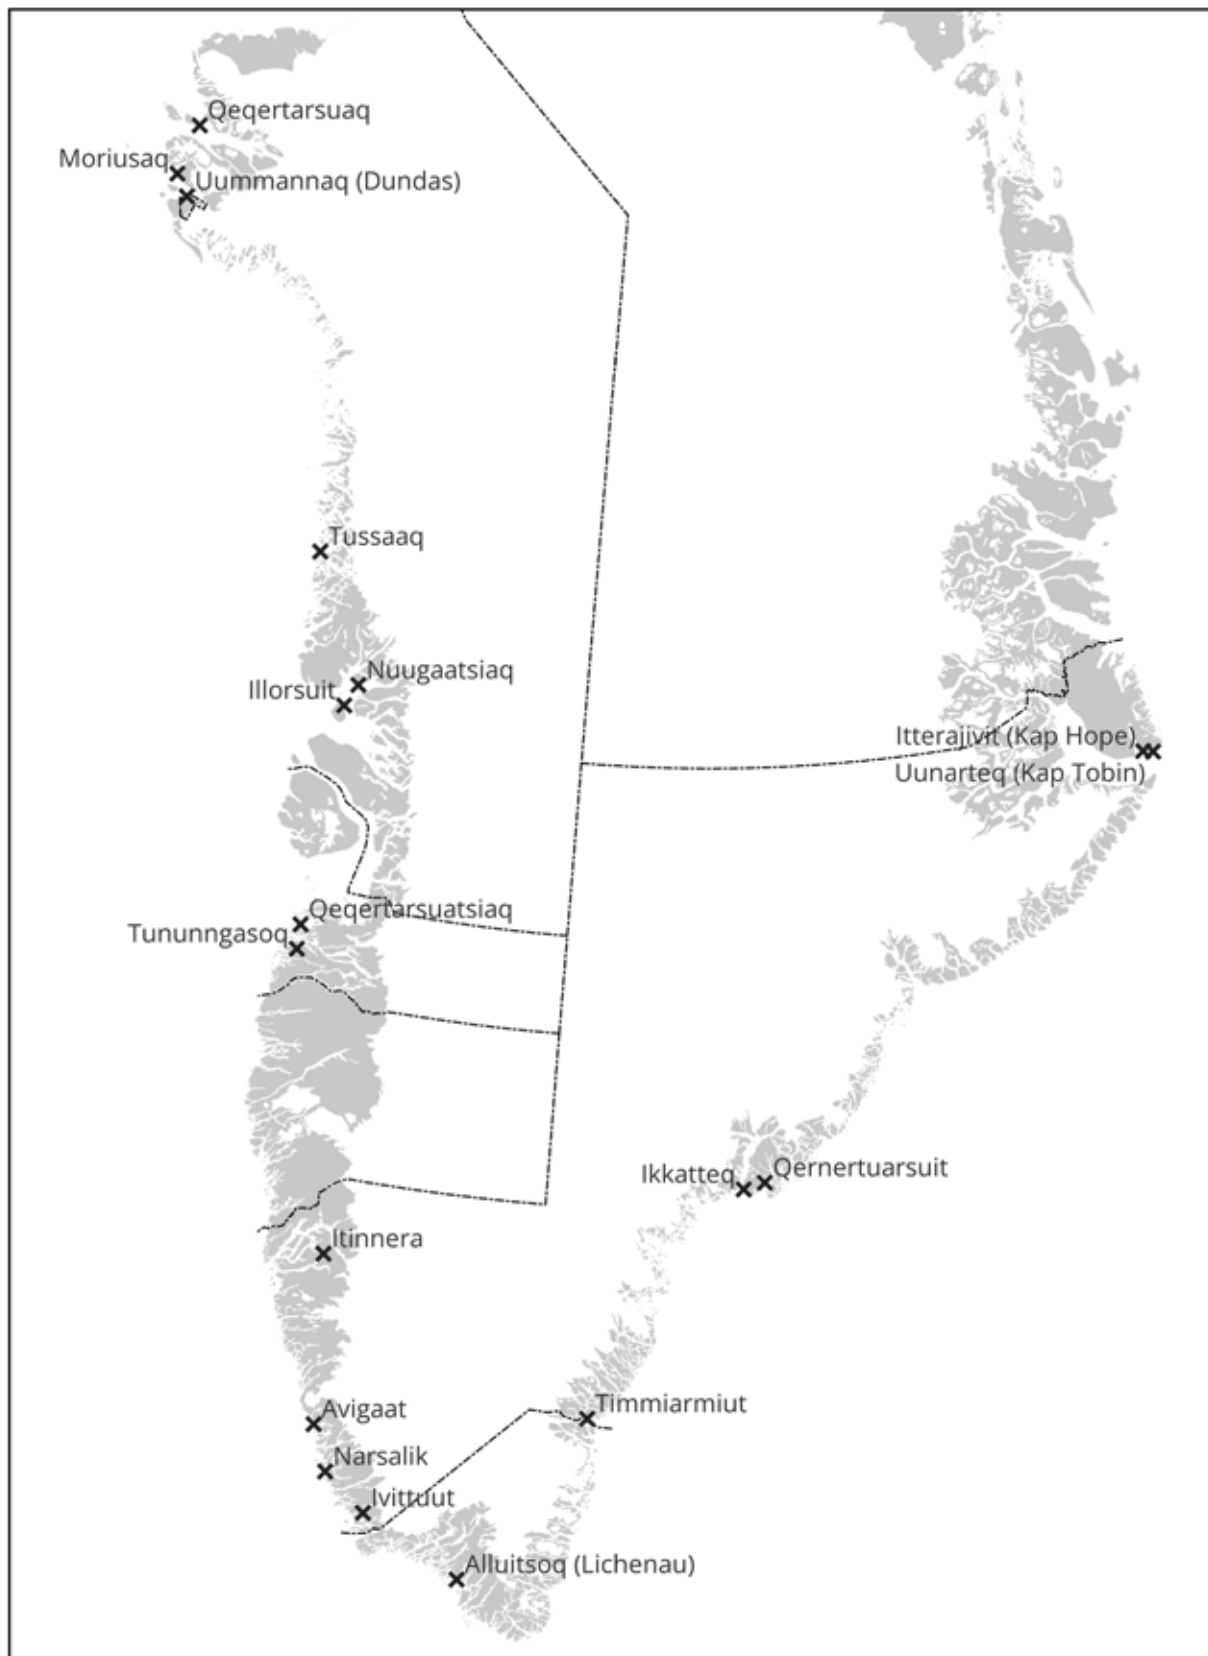 Qeqertarsuaq
Moriusaq
Uummannaq (Dundas)
Tussaaq
Nuugaatsiaq
Illorsuit
Itterajivit (Kap Hope)
Uunarteq (Kap Tobin)
Qeqertarsuatsiaq
Tununngasoq
Ikkatteq
Qernertuarsuit
Itinnera
Timmiarmiut
Avigaat
Narsalik
Ivittuut
Alluitsoq (Lichenau)